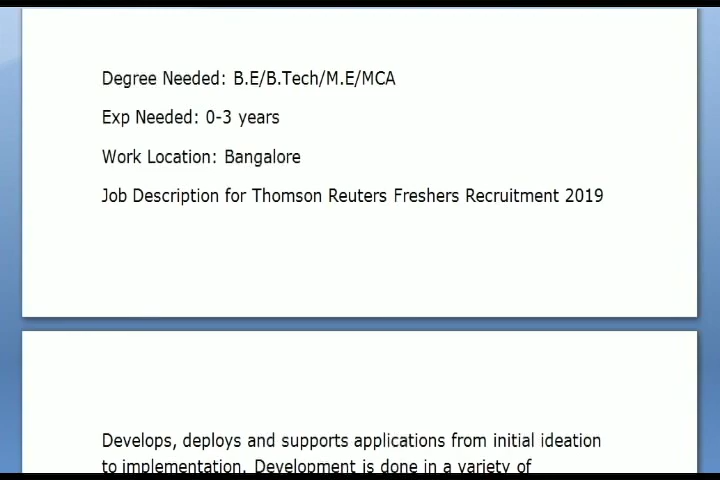 Degree Needed: B.E/B.Tech/M.E/MCA
Exp Needed: 0-3 years
Work Location: Bangalore
Job Description for Thomson Reuters Freshers Recruitment 2019
Develops, deploys and supports applications from initial ideation
to implementation. Development is done in a variety of